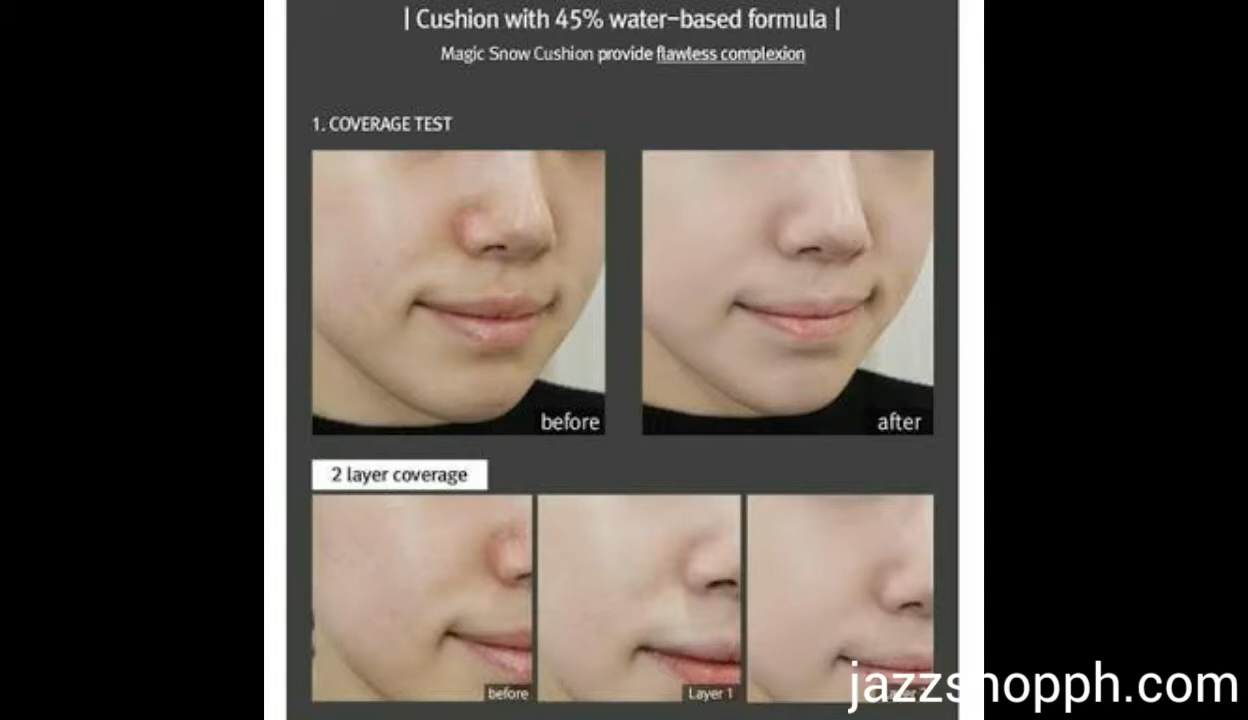 | Cushion with 45% water-based formula |
Magic Snow Cushion provide flawless complexion
1. COVERAGE TEST
before
after
2 layer coverage
before
Layer 1
jazzshopph.com